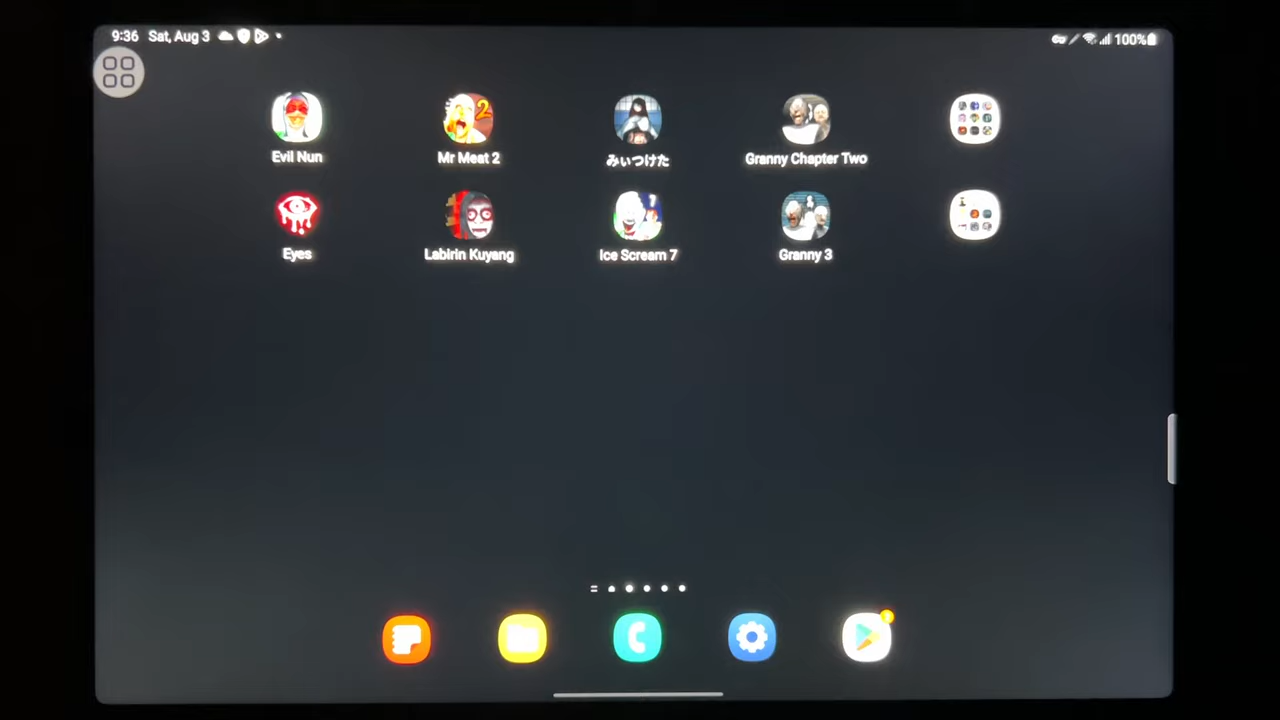 9:36 Sat, Aug 3
100%
Evil Nun
Mr Meat 2
みぃつけた
Granny Chapter Two
Eyes
Labirin Kuyang
Ice Scream 7
Granny 3